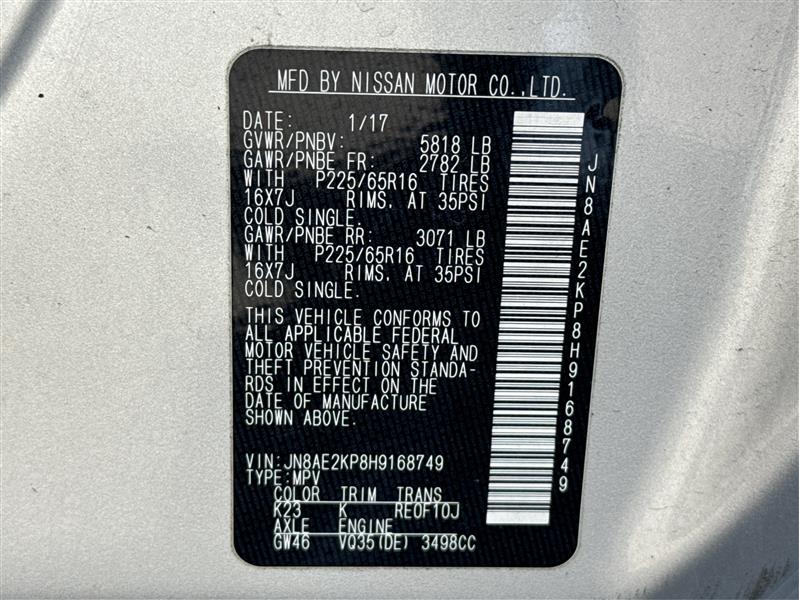 MFD BY NISSAN MOTOR CO.,LTD.
DATE: 1/17
GVWR/PNBV: 5818 LB
GAWR/PNBE FR: 2782 LB
WITH P225/65R16 TIRES
16X7J RIMS, AT 35PSI
COLD SINGLE.
GAWR/PNBE RR: 3071 LB
WITH P225/65R16 TIRES
16X7J RIMS, AT 35PSI
COLD SINGLE.
THIS VEHICLE CONFORMS TO
ALL APPLICABLE FEDERAL
MOTOR VEHICLE SAFETY AND
THEFT PREVENTION STANDA-
RDS IN EFFECT ON THE
DATE OF MANUFACTURE
SHOWN ABOVE.
VIN:JN8AE2KP8H9168749
TYPE:MPV
COLOR TRIM TRANS
K23 K RE0F10J
AXLE ENGINE
GW46 VQ35(DE) 3498CC
JN8AE2KP8H9168749